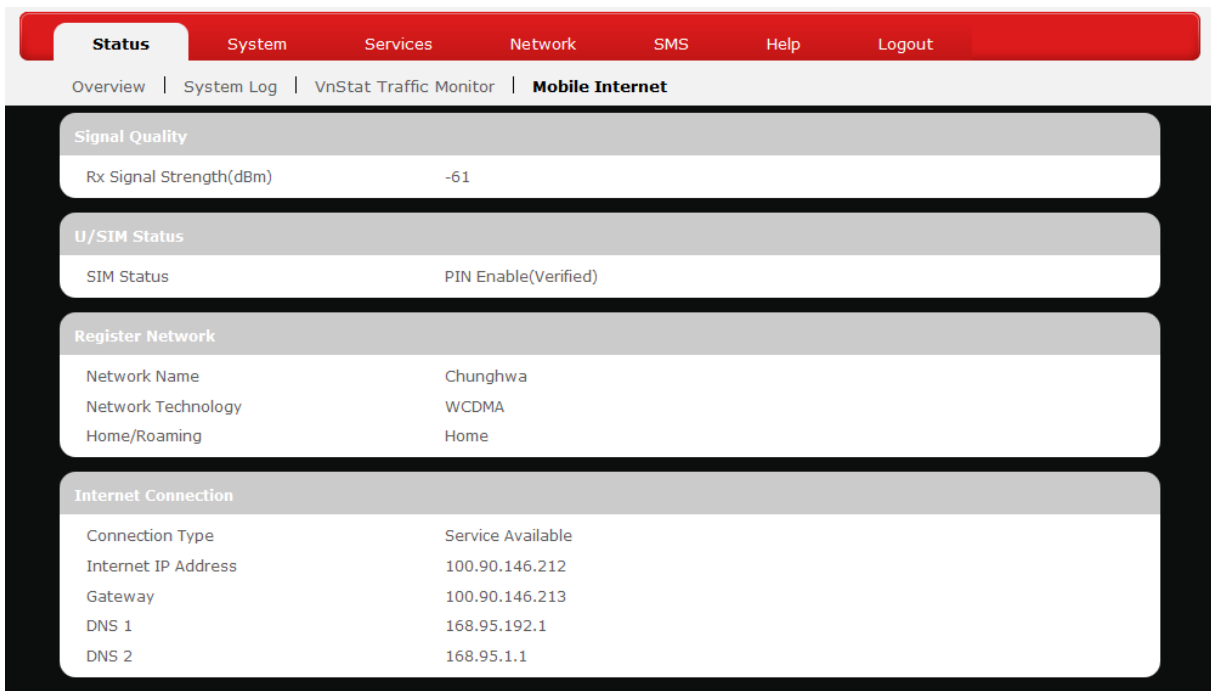 Status System Services Network SMS Help Logout
Overview | System Log | VnStat Traffic Monitor | Mobile Internet
Signal Quality
Rx Signal Strength(dBm) -61
U/SIM Status
SIM Status PIN Enable(Verified)
Register Network
Network Name Chunghwa
Network Technology WCDMA
Home/Roaming Home
Internet Connection
Connection Type Service Available
Internet IP Address 100.90.146.212
Gateway 100.90.146.213
DNS 1 168.95.192.1
DNS 2 168.95.1.1